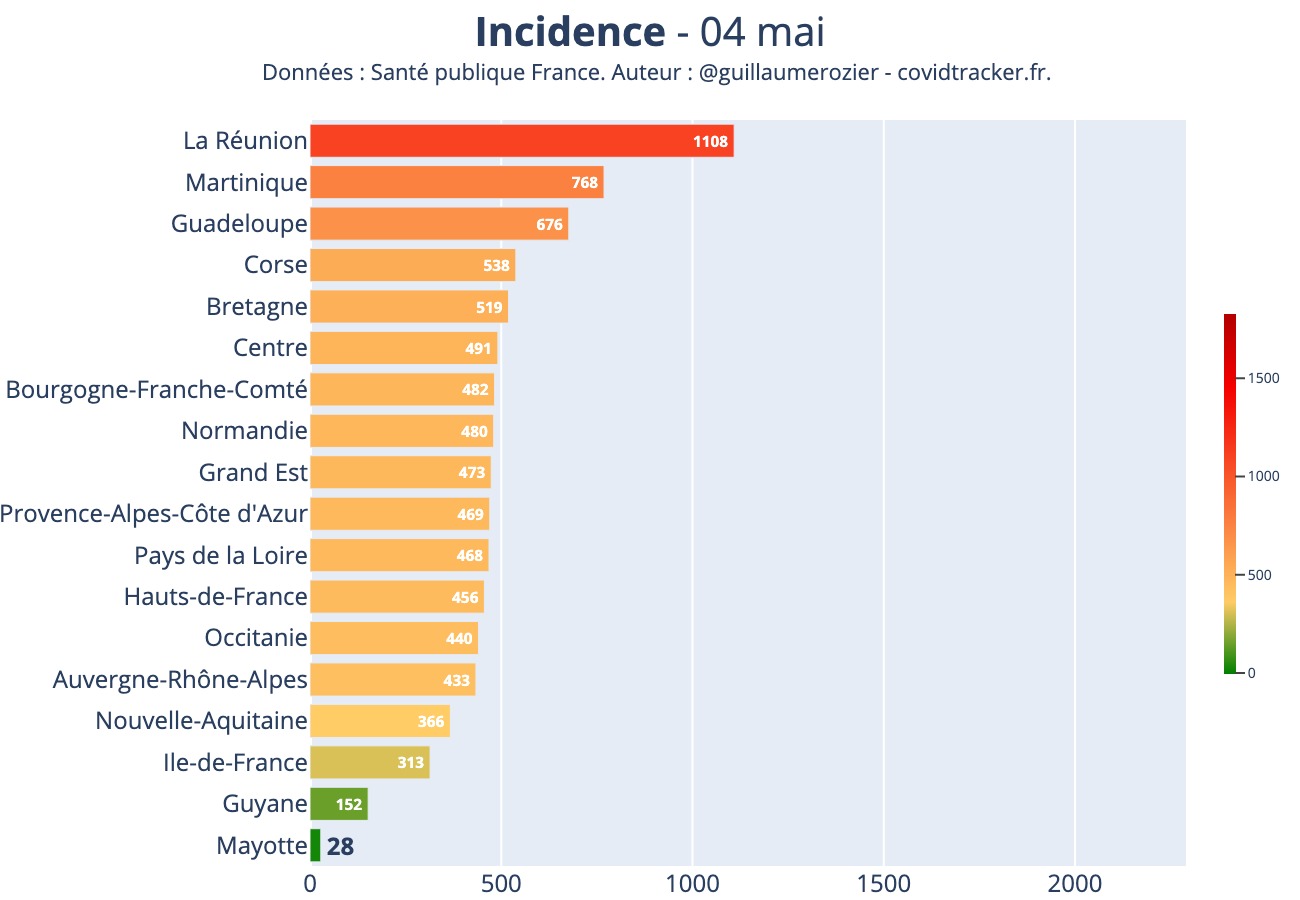 Incidence - 04 mai
Données : Santé publique France. Auteur : @guillaumerozier - covidtracker.fr.
La Réunion 1108
Martinique 768
Guadeloupe 676
Corse 538
Bretagne 519
Centre 491
Bourgogne-Franche-Comté 482
Normandie 480
Grand Est 473
Provence-Alpes-Côte d'Azur 469
Pays de la Loire 468
Hauts-de-France 456
Occitanie 440
Auvergne-Rhône-Alpes 433
Nouvelle-Aquitaine 366
Ile-de-France 313
Guyane 152
Mayotte 28
0 500 1000 1500 2000
1500
1000
500
0